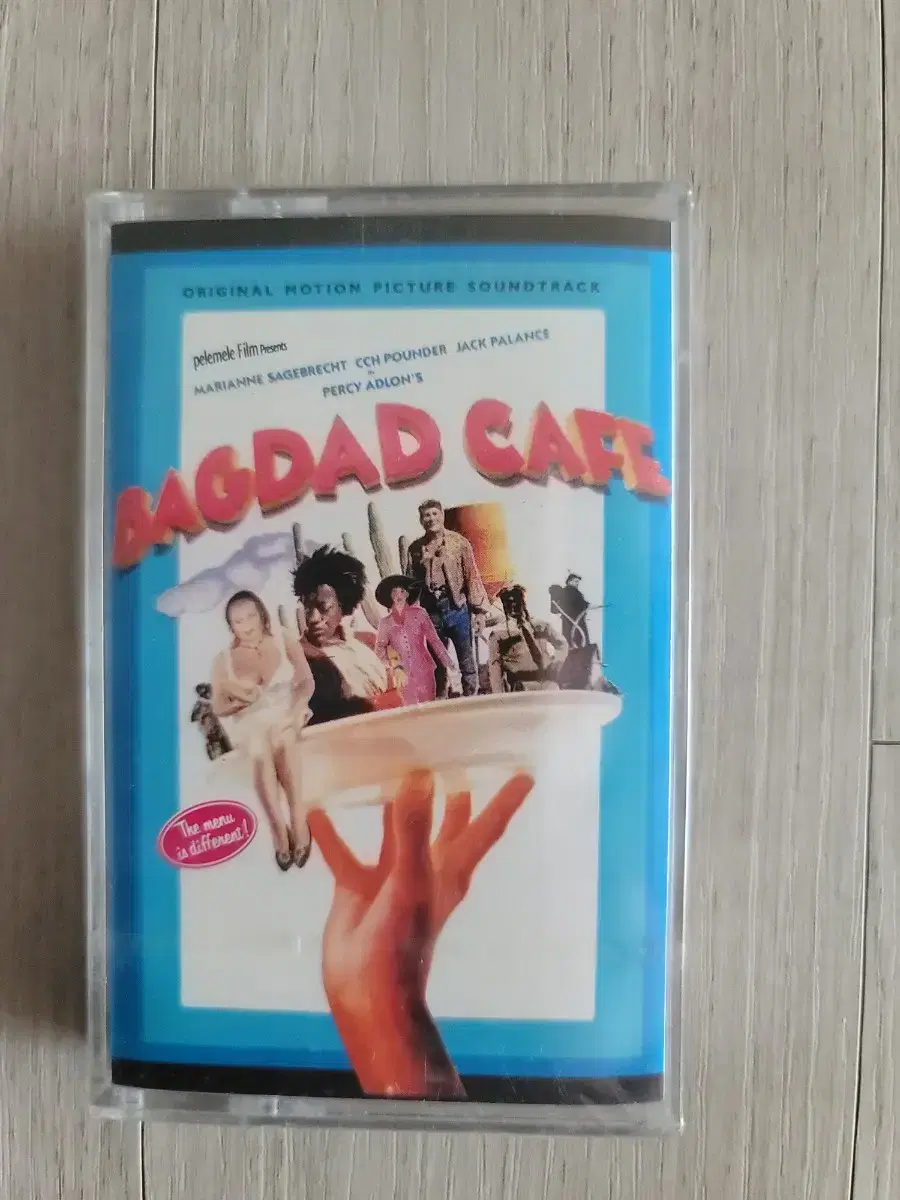 ORIGINAL MOTION PICTURE SOUNDTRACK
pelemele Film Presents
MARIANNE SAGEBRECHT CCH POUNDER JACK PALANCE
in
PERCY ADLON'S
BAGDAD CAFE
The menu
is different!